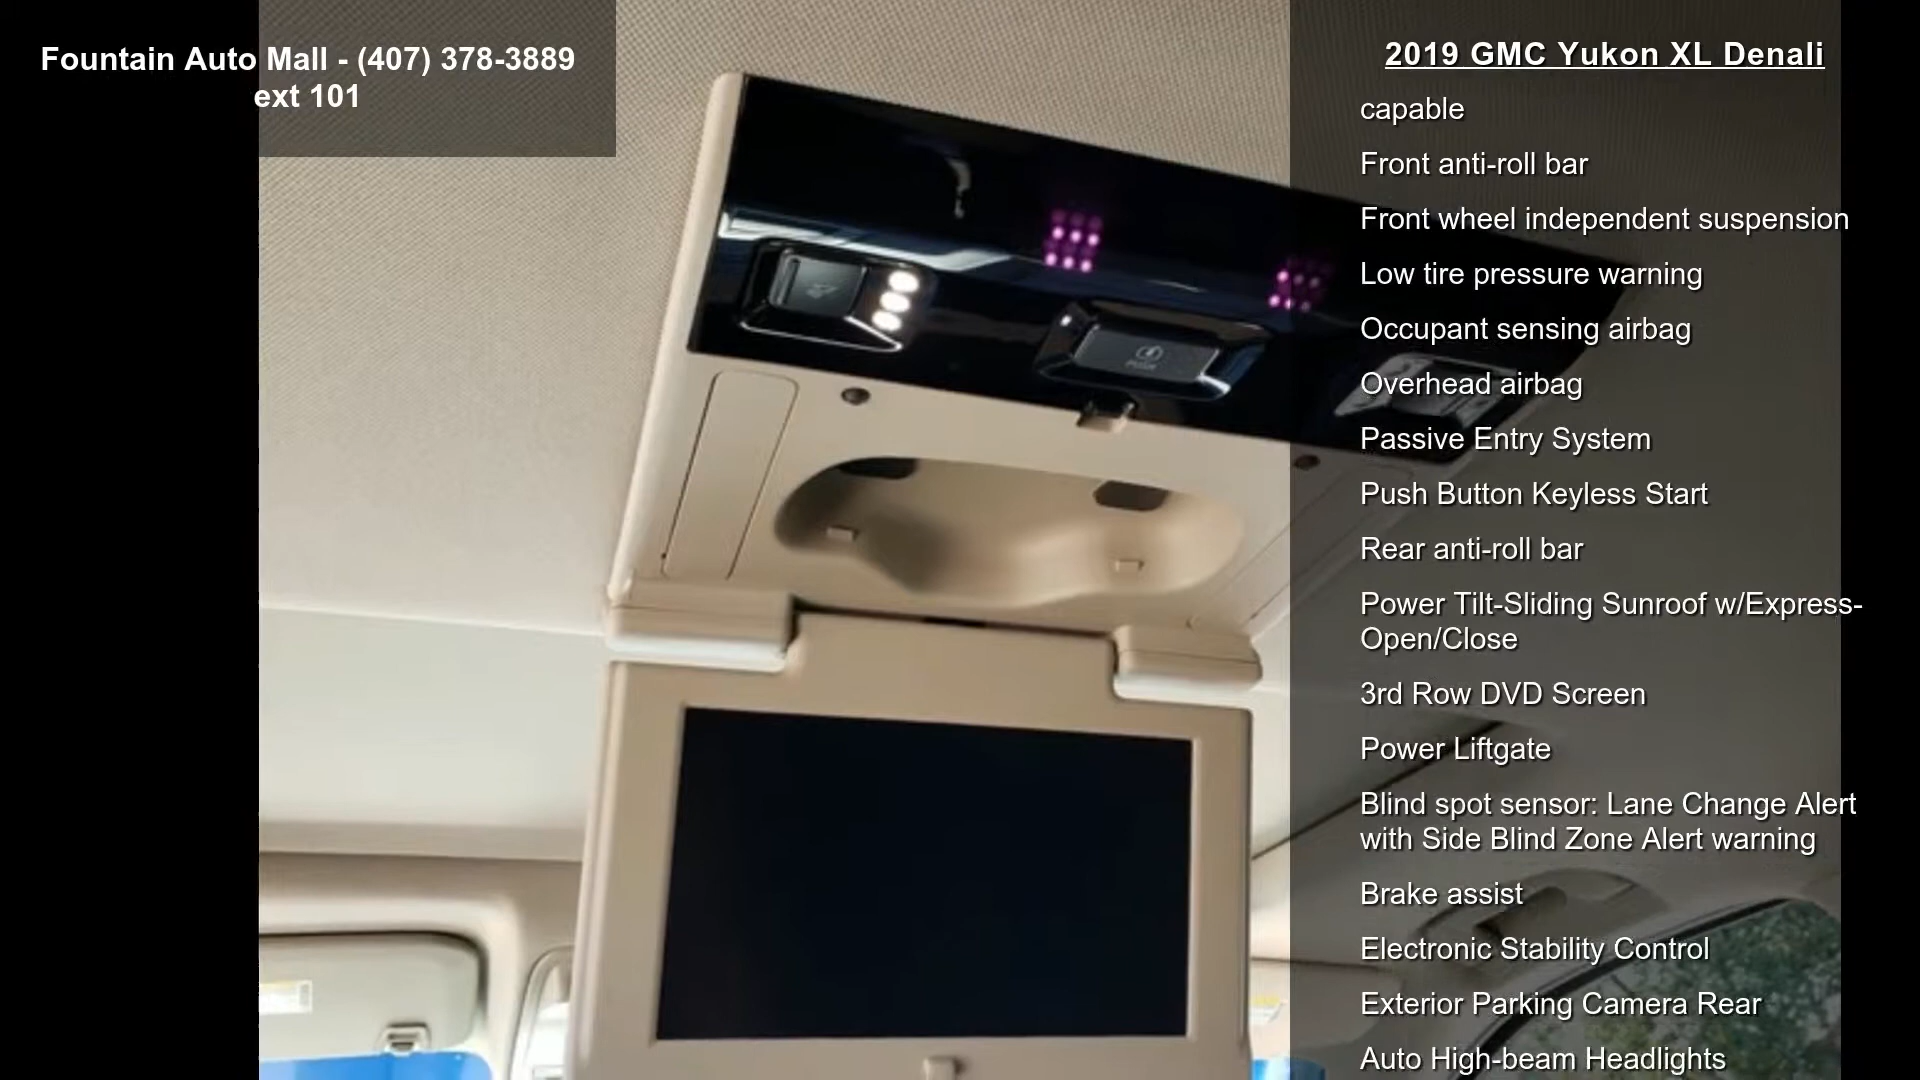 Fountain Auto Mall - (407) 378-3889
ext 101
2019 GMC Yukon XL Denali
capable
Front anti-roll bar
Front wheel independent suspension
Low tire pressure warning
Occupant sensing airbag
Overhead airbag
Passive Entry System
Push Button Keyless Start
Rear anti-roll bar
Power Tilt-Sliding Sunroof w/Express-
Open/Close
3rd Row DVD Screen
Power Liftgate
Blind spot sensor: Lane Change Alert
with Side Blind Zone Alert warning
Brake assist
Electronic Stability Control
Exterior Parking Camera Rear
Auto High-beam Headlights